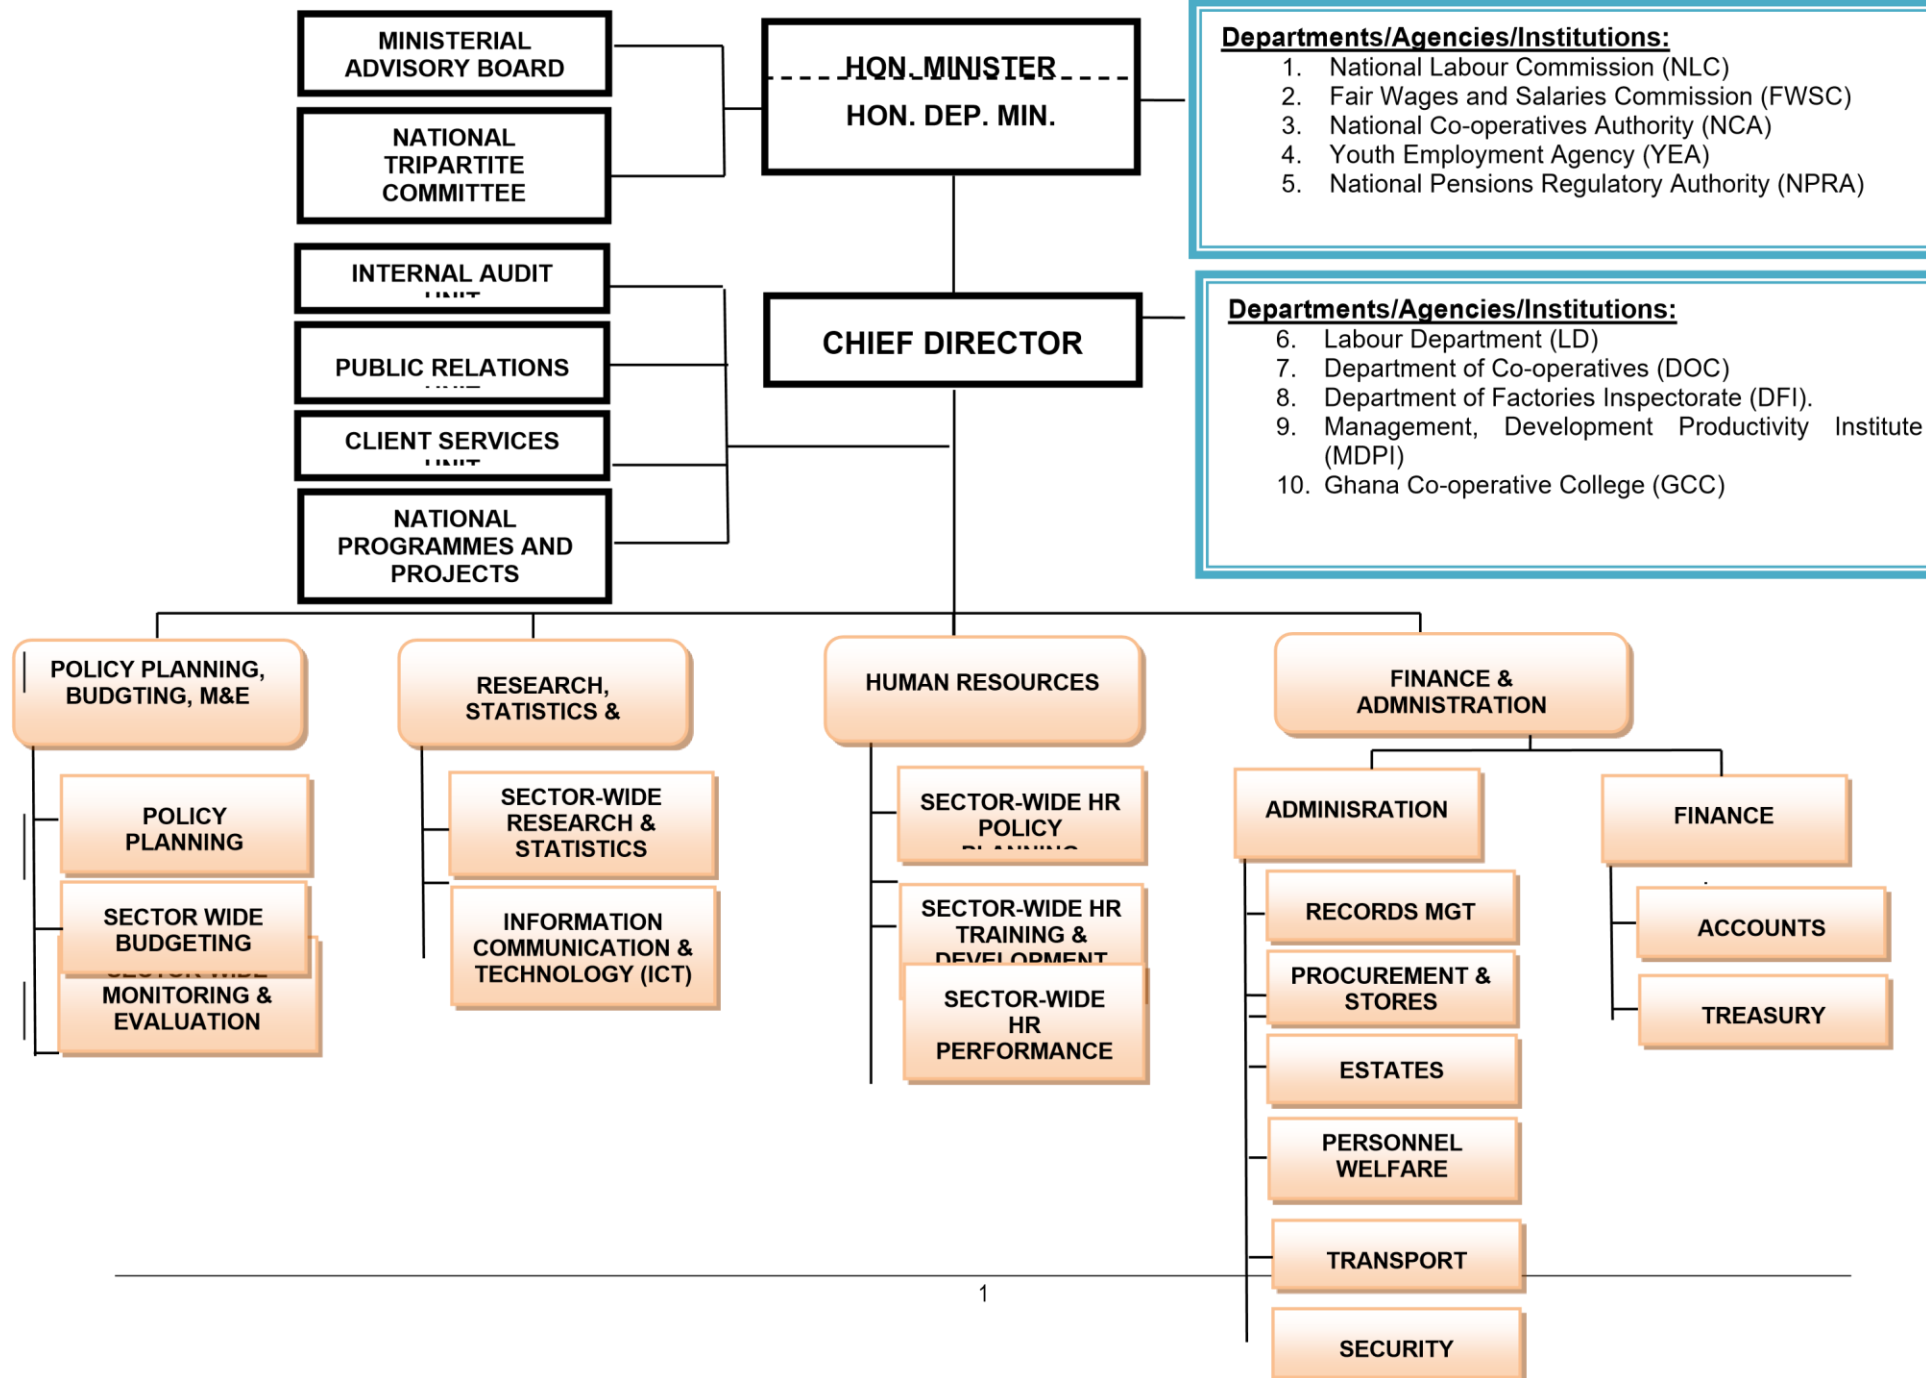 MINISTERIAL
ADVISORY BOARD
HON. MINISTER
HON. DEP. MIN.
NATIONAL
TRIPARTITE
COMMITTEE
Departments/Agencies/Institutions:
1. National Labour Commission (NLC)
2. Fair Wages and Salaries Commission (FWSC)
3. National Co-operatives Authority (NCA)
4. Youth Employment Agency (YEA)
5. National Pensions Regulatory Authority (NPRA)
INTERNAL AUDIT
UNIT
PUBLIC RELATIONS
UNIT
CLIENT SERVICES
UNIT
NATIONAL
PROGRAMMES AND
PROJECTS
CHIEF DIRECTOR
Departments/Agencies/Institutions:
6. Labour Department (LD)
7. Department of Co-operatives (DOC)
8. Department of Factories Inspectorate (DFI).
9. Management, Development Productivity Institute
(MDPI)
10. Ghana Co-operative College (GCC)
POLICY PLANNING,
BUDGTING, M&E
POLICY
PLANNING
SECTOR WIDE
BUDGETING
SECTOR WIDE
MONITORING &
EVALUATION
RESEARCH,
STATISTICS &
SECTOR-WIDE
RESEARCH &
STATISTICS
INFORMATION
COMMUNICATION &
TECHNOLOGY (ICT)
HUMAN RESOURCES
SECTOR-WIDE HR
POLICY
PLANNING
SECTOR-WIDE HR
TRAINING &
DEVELOPMENT
SECTOR-WIDE
HR
PERFORMANCE
FINANCE &
ADMNISTRATION
ADMINISRATION
RECORDS MGT
PROCUREMENT &
STORES
ESTATES
PERSONNEL
WELFARE
TRANSPORT
SECURITY
FINANCE
ACCOUNTS
TREASURY
1